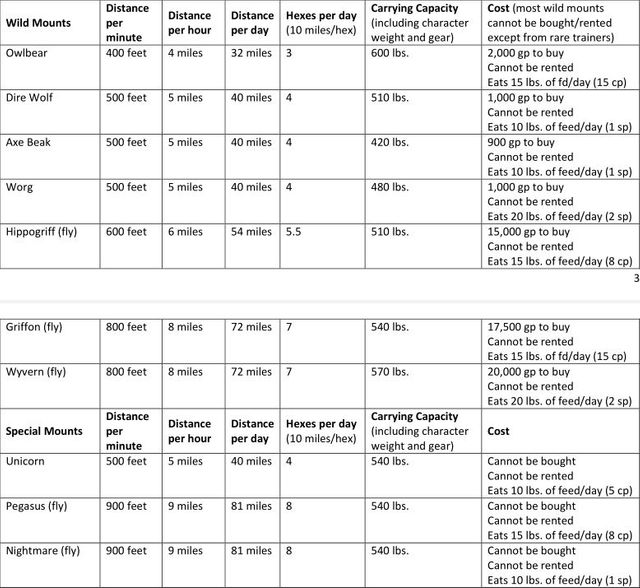 Wild Mounts | Distance per minute | Distance per hour | Distance per day | Hexes per day (10 miles/hex) | Carrying Capacity (including character weight and gear) | Cost (most wild mounts cannot be bought/rented except from rare trainers)
Owlbear | 400 feet | 4 miles | 32 miles | 3 | 600 lbs. | 2,000 gp to buy
Cannot be rented
Eats 15 lbs. of fd/day (15 cp)
Dire Wolf | 500 feet | 5 miles | 40 miles | 4 | 510 lbs. | 1,000 gp to buy
Cannot be rented
Eats 10 lbs. of feed/day (1 sp)
Axe Beak | 500 feet | 5 miles | 40 miles | 4 | 420 lbs. | 900 gp to buy
Cannot be rented
Eats 10 lbs. of feed/day (1 sp)
Worg | 500 feet | 5 miles | 40 miles | 4 | 480 lbs. | 1,000 gp to buy
Cannot be rented
Eats 20 lbs. of feed/day (2 sp)
Hippogriff (fly) | 600 feet | 6 miles | 54 miles | 5.5 | 510 lbs. | 15,000 gp to buy
Cannot be rented
Eats 15 lbs. of feed/day (8 cp)
3
Griffon (fly) | 800 feet | 8 miles | 72 miles | 7 | 540 lbs. | 17,500 gp to buy
Cannot be rented
Eats 15 lbs. of fd/day (15 cp)
Wyvern (fly) | 800 feet | 8 miles | 72 miles | 7 | 570 lbs. | 20,000 gp to buy
Cannot be rented
Eats 20 lbs. of feed/day (2 sp)
Special Mounts | Distance per minute | Distance per hour | Distance per day | Hexes per day (10 miles/hex) | Carrying Capacity (including character weight and gear) | Cost
Unicorn | 500 feet | 5 miles | 40 miles | 4 | 540 lbs. | Cannot be bought
Cannot be rented
Eats 10 lbs. of feed/day (5 cp)
Pegasus (fly) | 900 feet | 9 miles | 81 miles | 8 | 540 lbs. | Cannot be bought
Cannot be rented
Eats 15 lbs. of feed/day (8 cp)
Nightmare (fly) | 900 feet | 9 miles | 81 miles | 8 | 540 lbs. | Cannot be bought
Cannot be rented
Eats 10 lbs. of feed/day (1 sp)